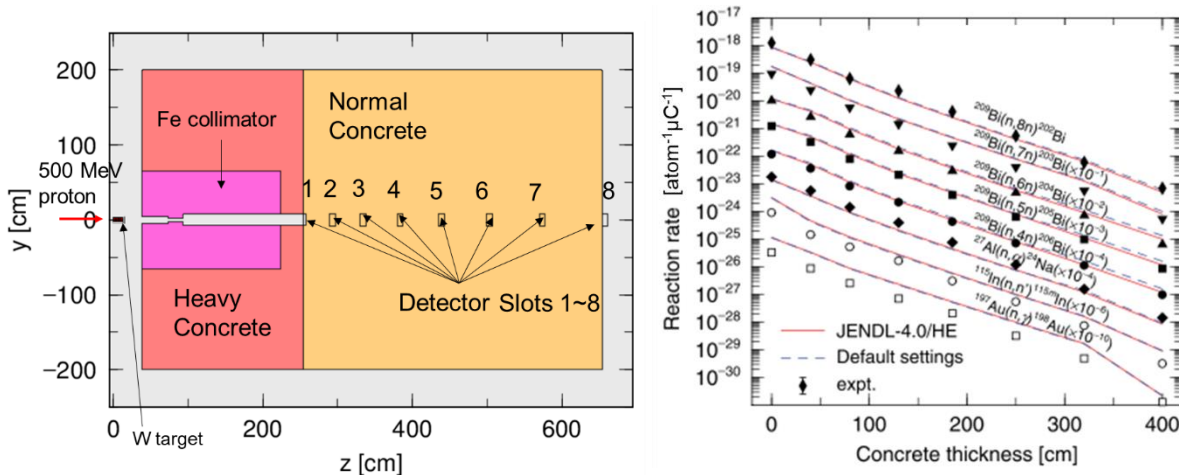 200
100
0
−100
−200
y [cm]
0
200
400
600
z [cm]
500 MeV
proton
Fe collimator
Normal
Concrete
1
2
3
4
5
6
7
8
Heavy
Concrete
Detector Slots 1~8
W target
Reaction rate [atom⁻¹μC⁻¹]
10⁻¹⁷
10⁻¹⁸
10⁻¹⁹
10⁻²⁰
10⁻²¹
10⁻²²
10⁻²³
10⁻²⁴
10⁻²⁵
10⁻²⁶
10⁻²⁷
10⁻²⁸
10⁻²⁹
10⁻³⁰
²⁰⁹Bi(n,8n)²⁰²Bi
²⁰⁹Bi(n,7n)²⁰³Bi(×10⁻¹)
²⁰⁹Bi(n,6n)²⁰⁴Bi(×10⁻²)
²⁰⁹Bi(n,5n)²⁰⁵Bi(×10⁻³)
²⁰⁹Bi(n,4n)²⁰⁶Bi(×10⁻⁴)
²⁷Al(n,α)²⁴Na(×10⁻⁴)
¹¹⁵In(n,n')¹¹⁵ᵐIn(×10⁻⁶)
¹⁹⁷Au(n,γ)¹⁹⁸Au(×10⁻¹⁰)
JENDL-4.0/HE
Default settings
expt.
0
100
200
300
400
Concrete thickness [cm]